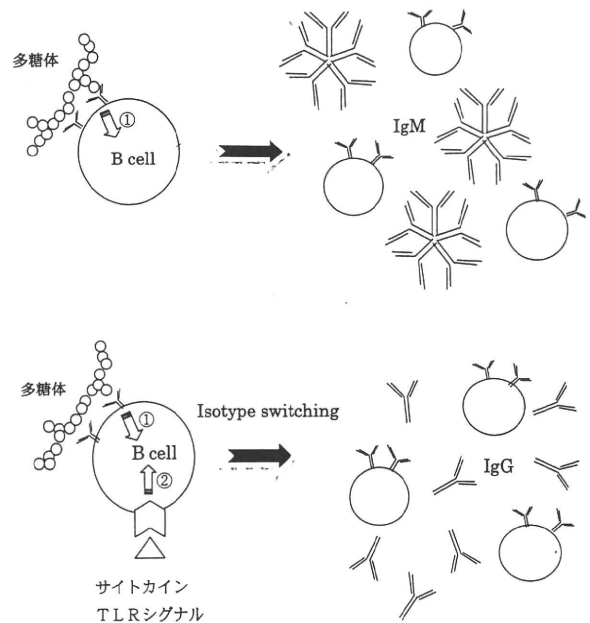 多糖体
①
B cell
IgM
多糖体
①
Isotype switching
B cell
②
IgG
サイトカイン
TLRシグナル